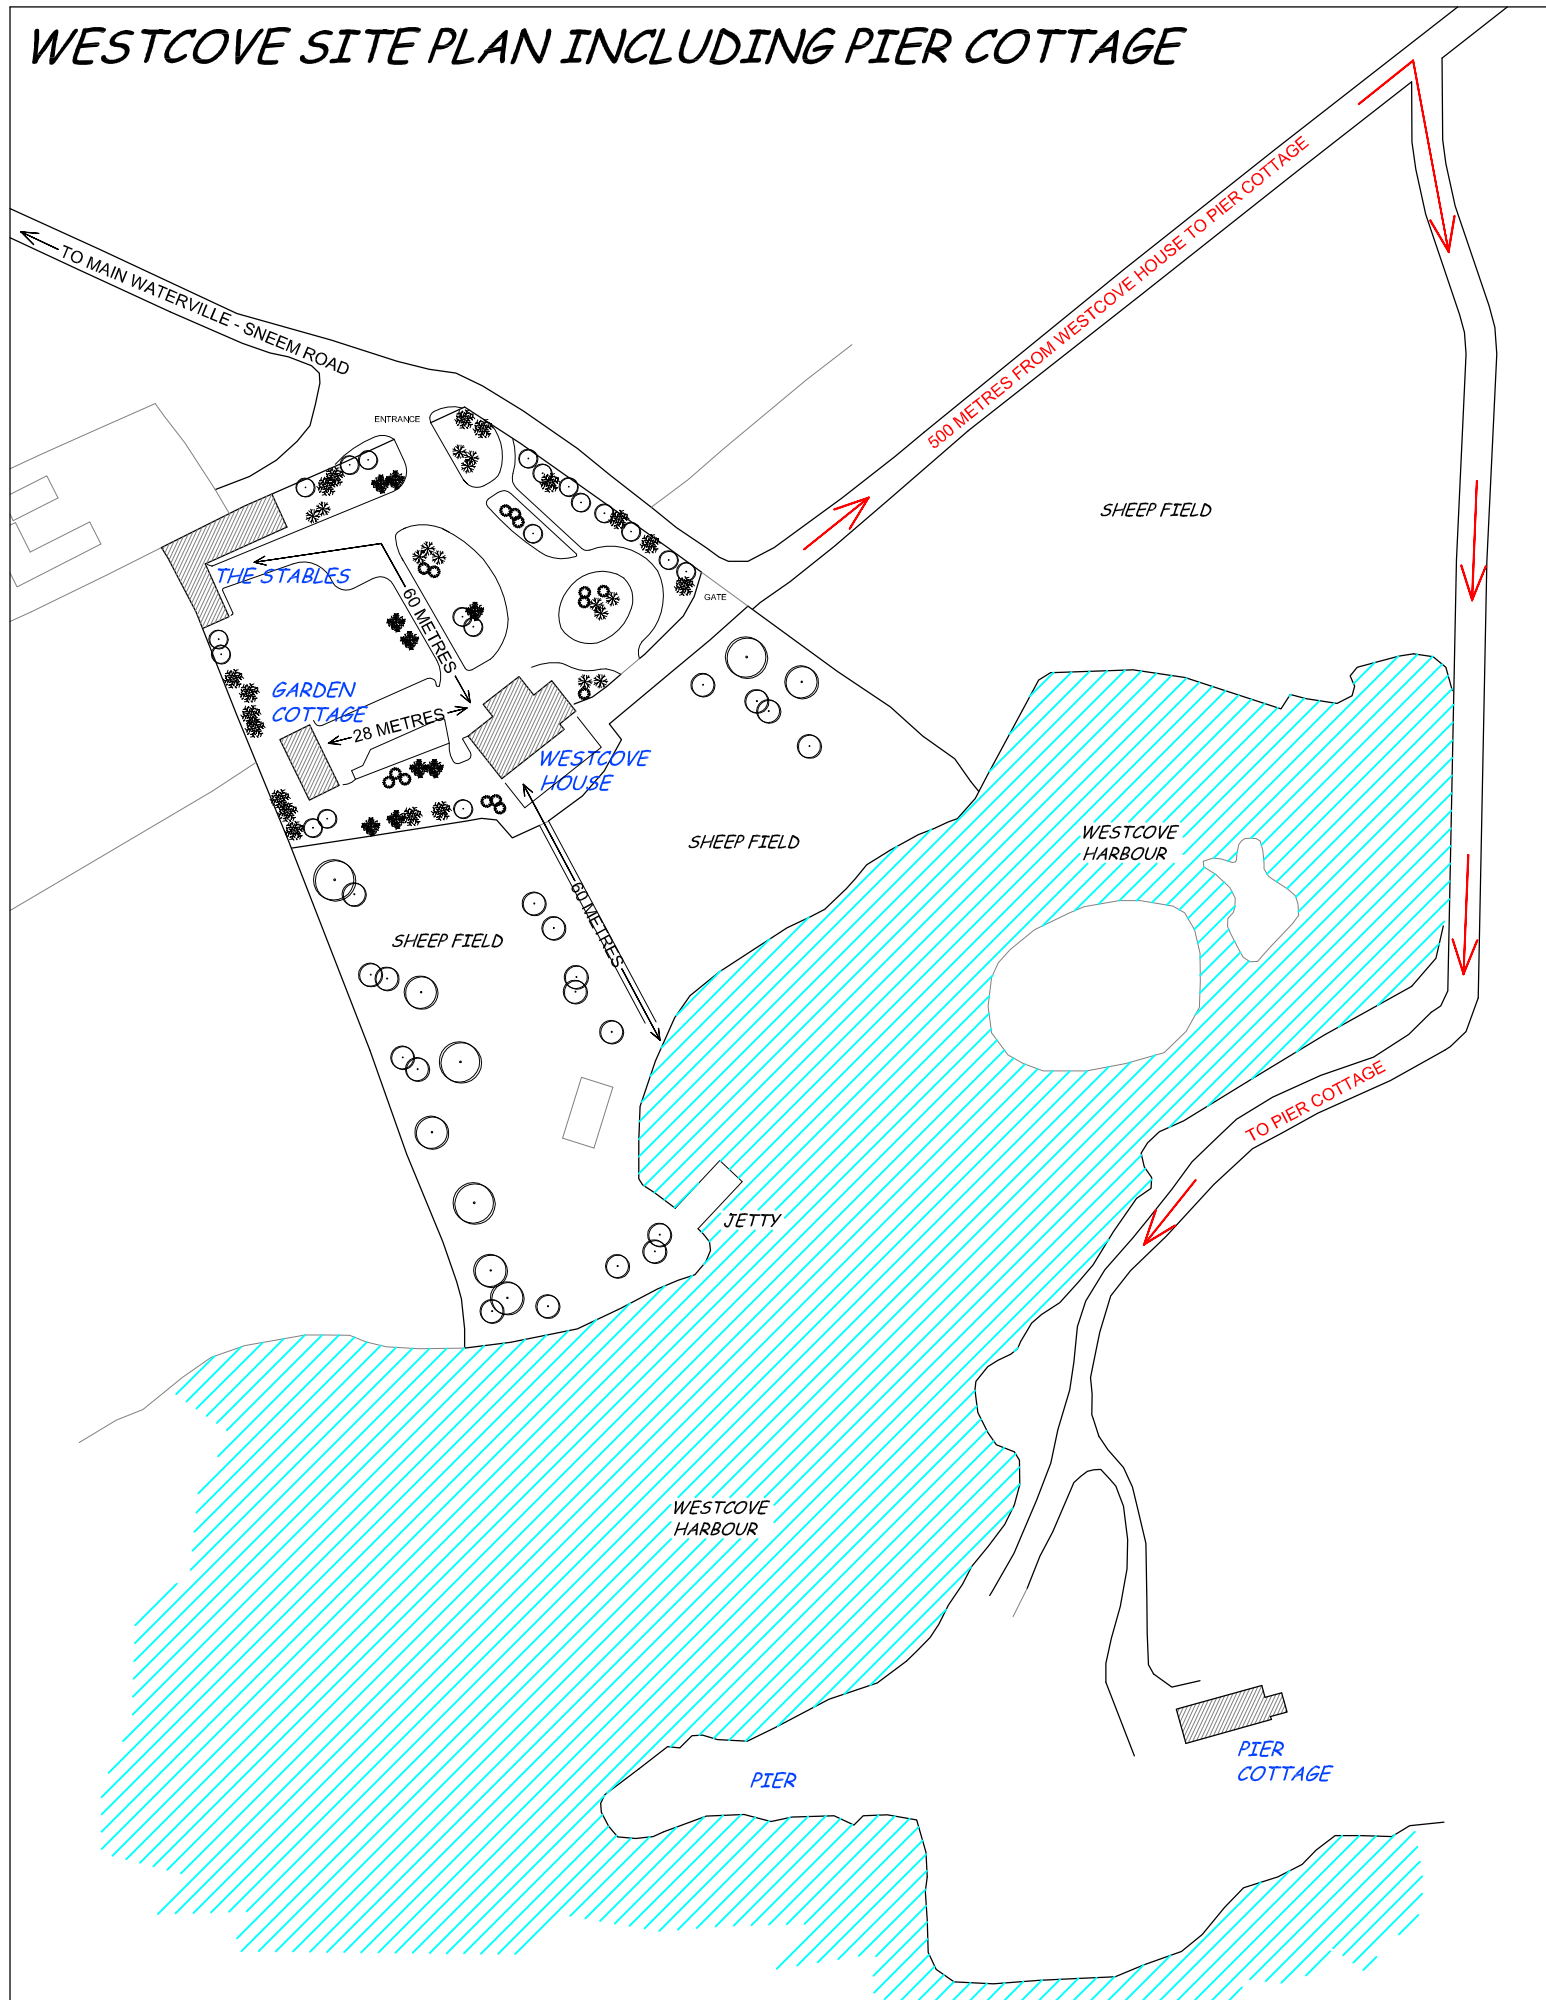 WESTCOVE SITE PLAN INCLUDING PIER COTTAGE
500 METRES FROM WESTCOVE HOUSE TO PIER COTTAGE
TO MAIN WATERVILLE - SNEEM ROAD
ENTRANCE
SHEEP FIELD
THE STABLES
GATE
60 METRES
GARDEN
COTTAGE
28 METRES
WESTCOVE
HOUSE
SHEEP FIELD
WESTCOVE
HARBOUR
60 METRES
SHEEP FIELD
TO PIER COTTAGE
JETTY
WESTCOVE
HARBOUR
PIER
PIER
COTTAGE